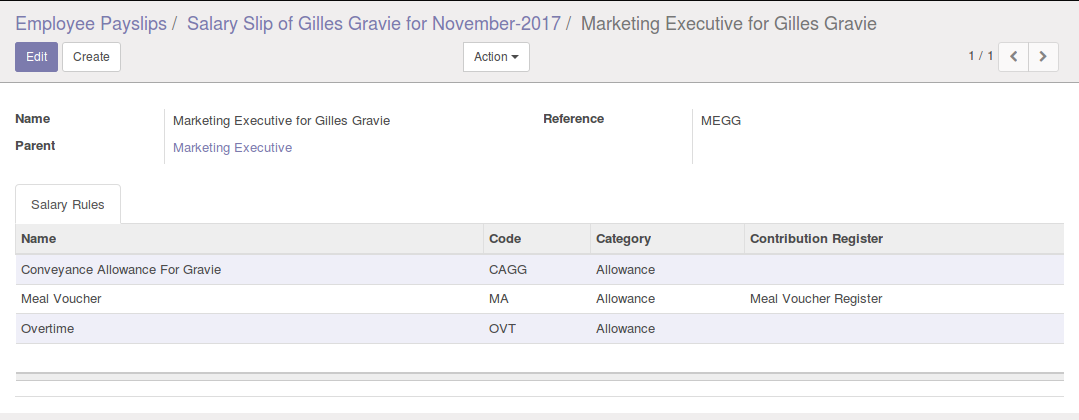 Employee Payslips / Salary Slip of Gilles Gravie for November-2017 / Marketing Executive for Gilles Gravie
Edit Create Action 1 / 1
Name Marketing Executive for Gilles Gravie Reference MEGG
Parent Marketing Executive
Salary Rules
Name Code Category Contribution Register
Conveyance Allowance For Gravie CAGG Allowance
Meal Voucher MA Allowance Meal Voucher Register
Overtime OVT Allowance